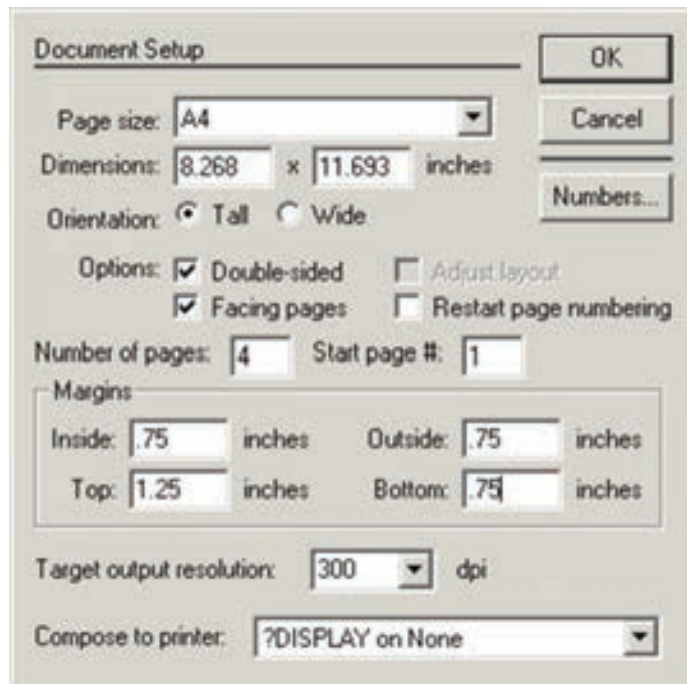 Document Setup
OK
Page size: A4
Cancel
Dimensions: 8.268 x 11.693 inches
Numbers...
Orientation: Tall Wide
Options: Double-sided Adjust layout
Facing pages Restart page numbering
Number of pages: 4 Start page #: 1
Margins
Inside: .75 inches Outside: .75 inches
Top: 1.25 inches Bottom: .75 inches
Target output resolution: 300 dpi
Compose to printer: ?DISPLAY on None